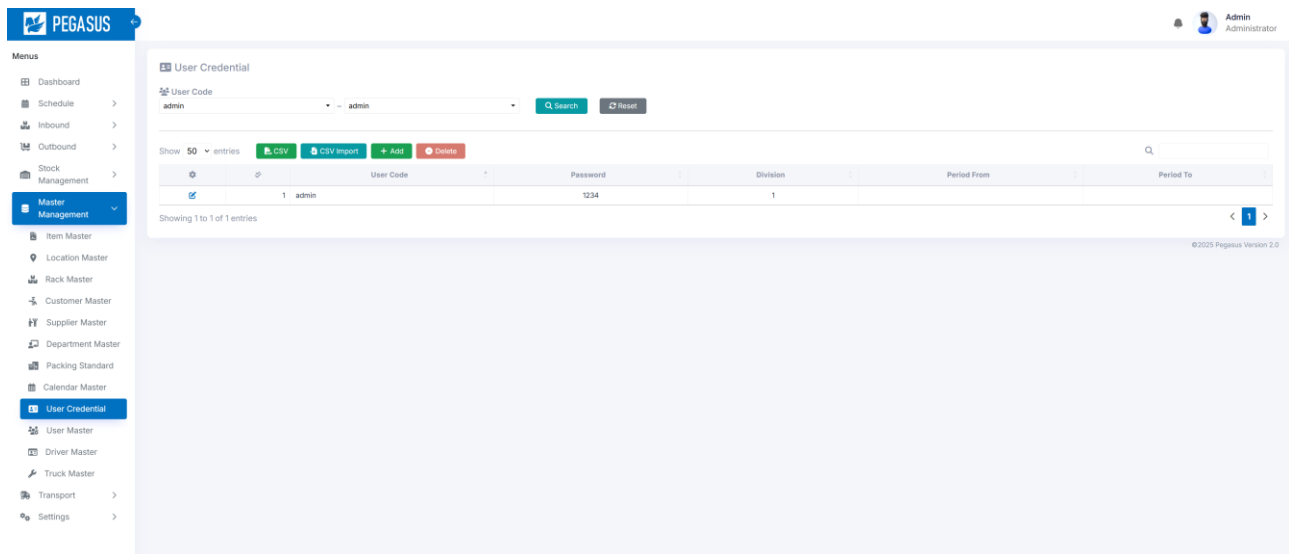 PEGASUS
Admin
Administrator
Menus
Dashboard
Schedule
Inbound
Outbound
Stock
Management
Master
Management
Item Master
Location Master
Rack Master
Customer Master
Supplier Master
Department Master
Packing Standard
Calendar Master
User Credential
User Master
Driver Master
Truck Master
Transport
Settings
User Credential
User Code
admin ~ admin Search Reset
Show 50 entries CSV CSV Import + Add Delete
User Code Password Division Period From Period To
1 admin 1234 1
Showing 1 to 1 of 1 entries < 1 >
©2025 Pegasus Version 2.0